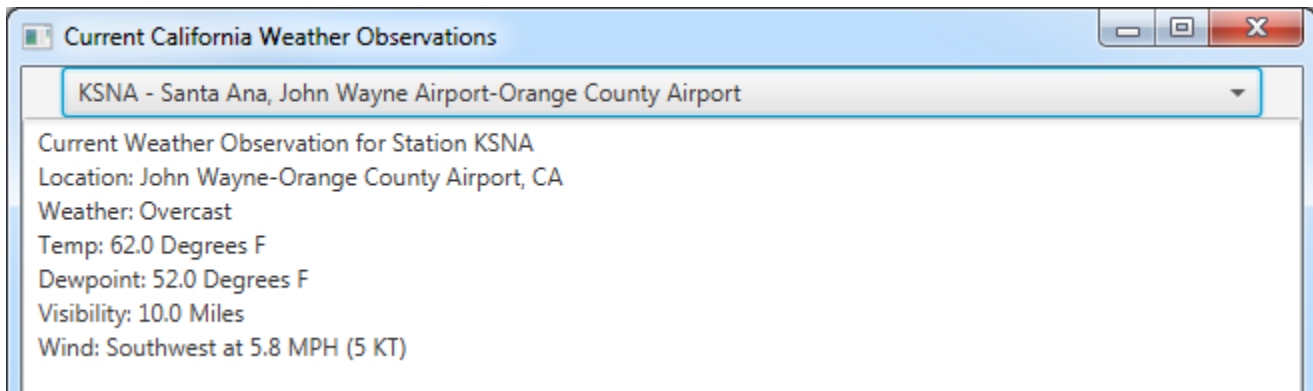 Current California Weather Observations
KSNA - Santa Ana, John Wayne Airport-Orange County Airport
Current Weather Observation for Station KSNA
Location: John Wayne-Orange County Airport, CA
Weather: Overcast
Temp: 62.0 Degrees F
Dewpoint: 52.0 Degrees F
Visibility: 10.0 Miles
Wind: Southwest at 5.8 MPH (5 KT)